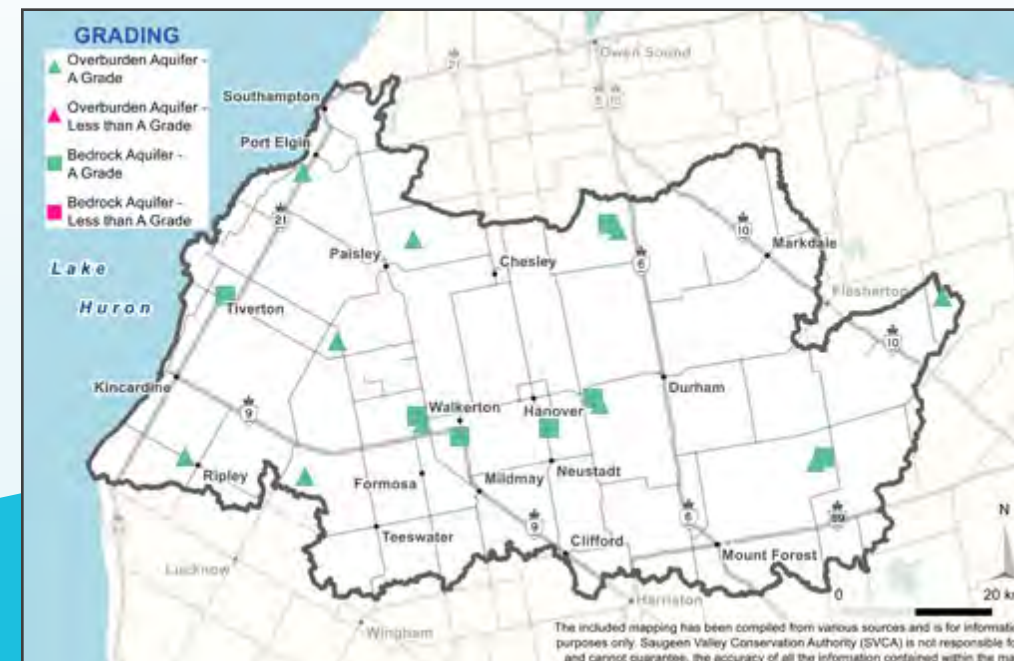 GRADING
Overburden Aquifer -
A Grade
Overburden Aquifer -
Less than A Grade
Bedrock Aquifer -
A Grade
Bedrock Aquifer -
Less than A Grade
Owen Sound
21
6 10
Southampton
Port Elgin
21
Paisley
Chesley
6
10
Markdale
Lake
Huron
Tiverton
Flesherton
10
Kincardine
9
Walkerton
Hanover
Durham
Ripley
Formosa
Mildmay
Neustadt
Teeswater
9
Clifford
6
89
Mount Forest
Lucknow
Harriston
Wingham
N
0
20 km
The included mapping has been compiled from various sources and is for informatio
purposes only. Saugeen Valley Conservation Authority (SVCA) is not responsible fo
and cannot guarantee, the accuracy of all the information contained within the ma